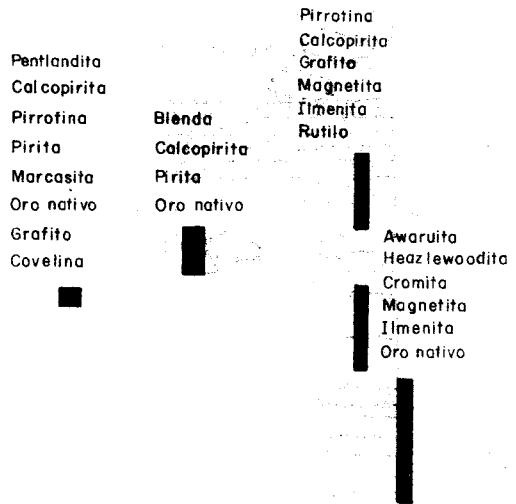 Pentlandita
Calcopirita
Pirrotina
Pirita
Marcasita
Oro nativo
Grafito
Covelina
Blenda
Calcopirita
Pirita
Oro nativo
Pirrotina
Calcopirita
Grafito
Magnetita
Ilmenita
Rutilo
Awaruita
Heazlewoodita
Cromita
Magnetita
Ilmenita
Oro nativo